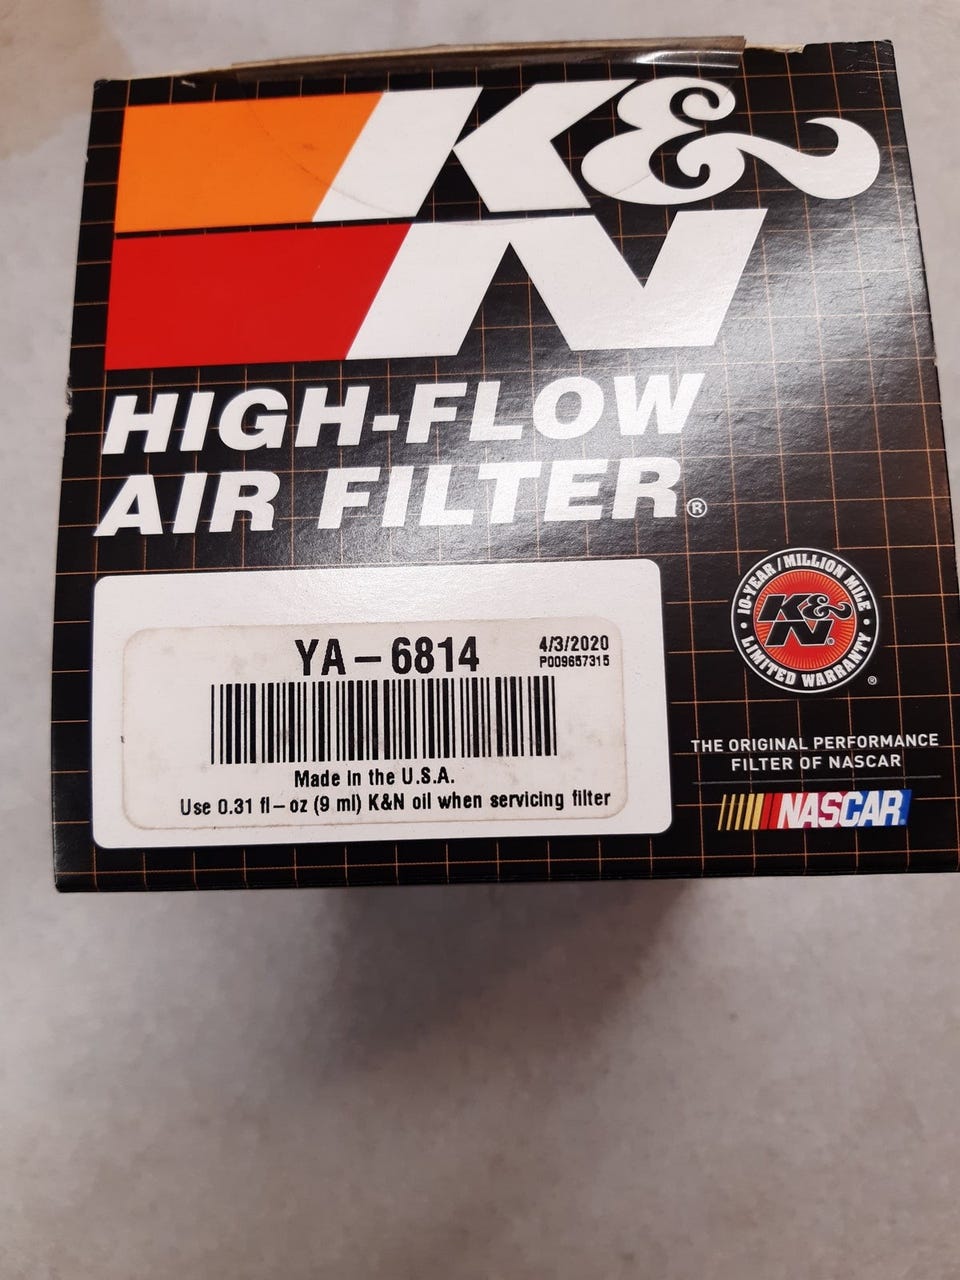 K&
N
HIGH-FLOW
AIR FILTER®
YA-6814
4/3/2020
P009657315
Made in the U.S.A.
Use 0.31 fl-oz (9 ml) K&N oil when servicing filter
10-YEAR/MILLION MILE
K&
N®
LIMITED WARRANTY
®
THE ORIGINAL PERFORMANCE
FILTER OF NASCAR
NASCAR